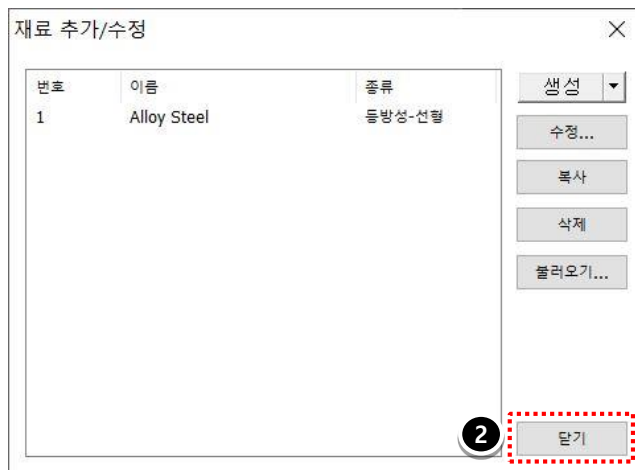 재료 추가/수정
번호 이름 종류
1 Alloy Steel 등방성-선형
생성
수정...
복사
삭제
불러오기...
2
닫기